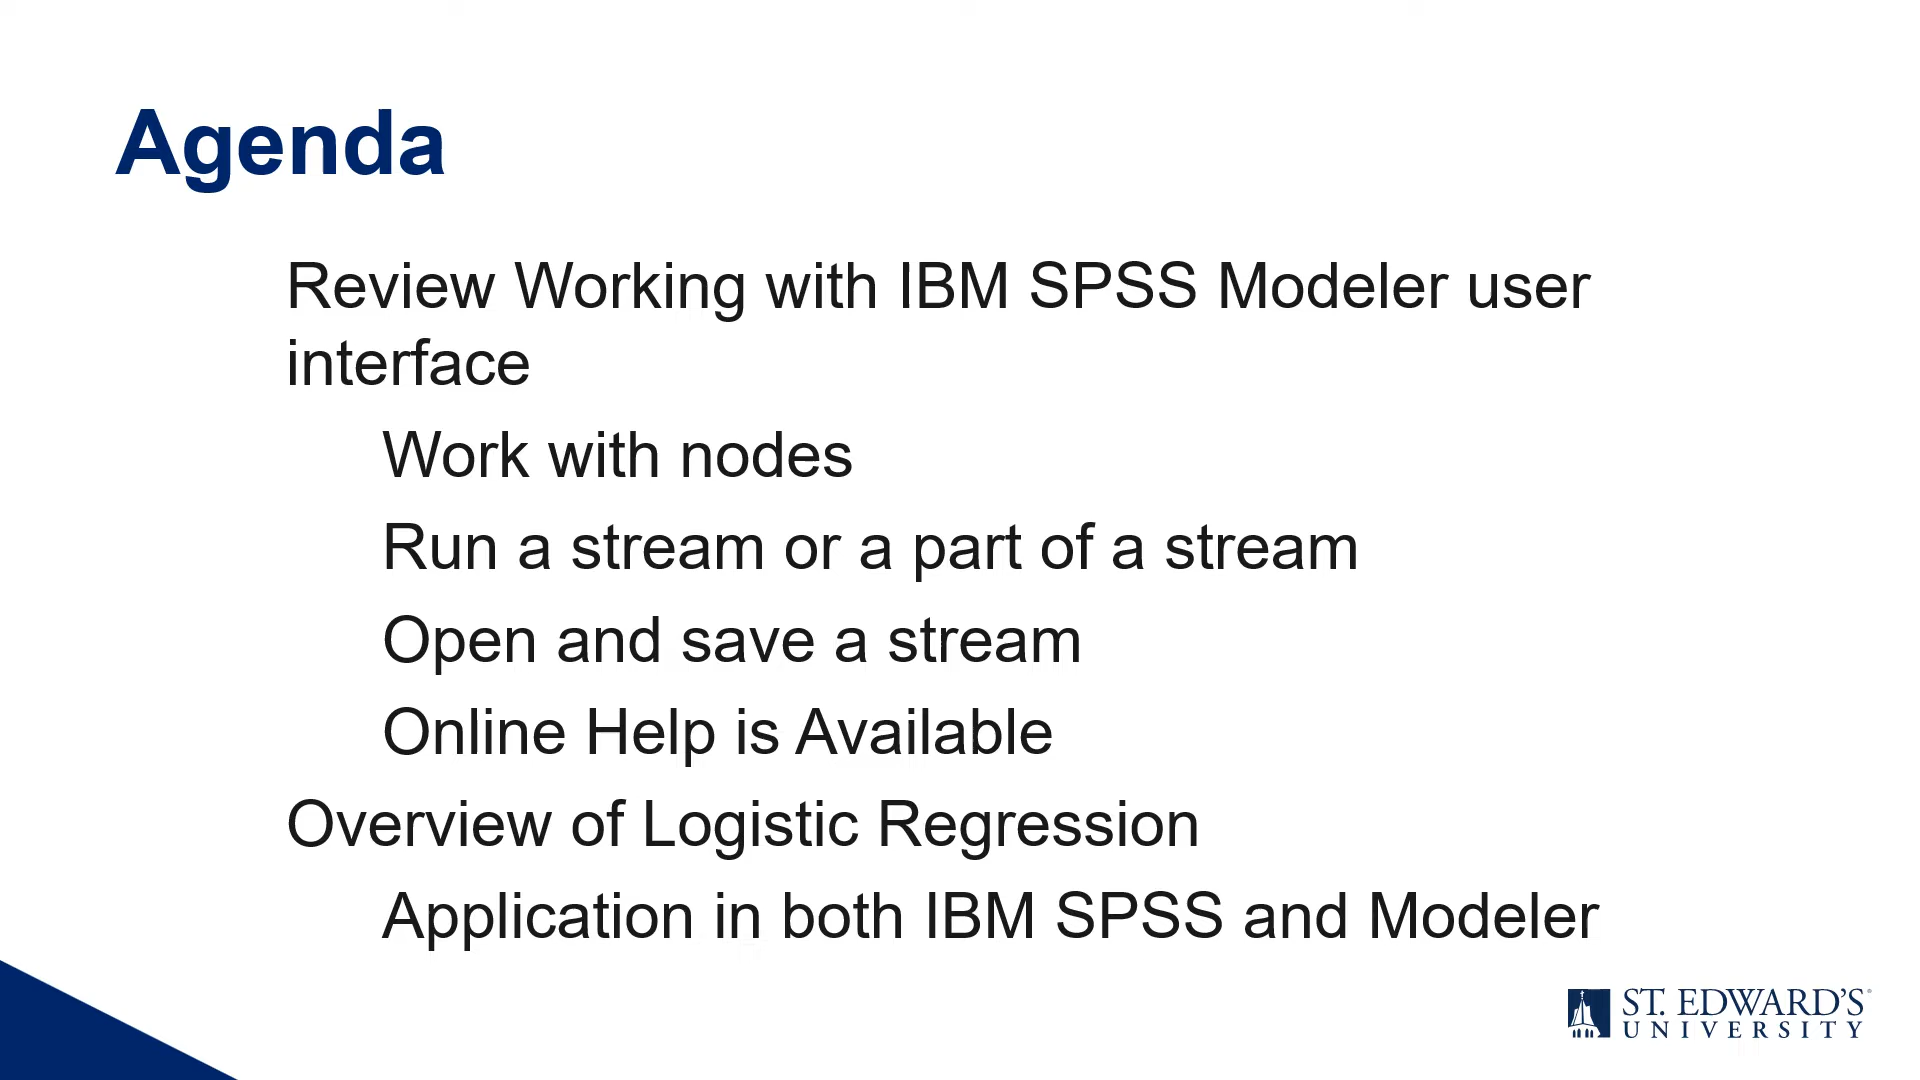 Agenda
Review Working with IBM SPSS Modeler user
interface
Work with nodes
Run a stream or a part of a stream
Open and save a stream
Online Help is Available
Overview of Logistic Regression
Application in both IBM SPSS and Modeler
ST. EDWARD'S
UNIVERSITY